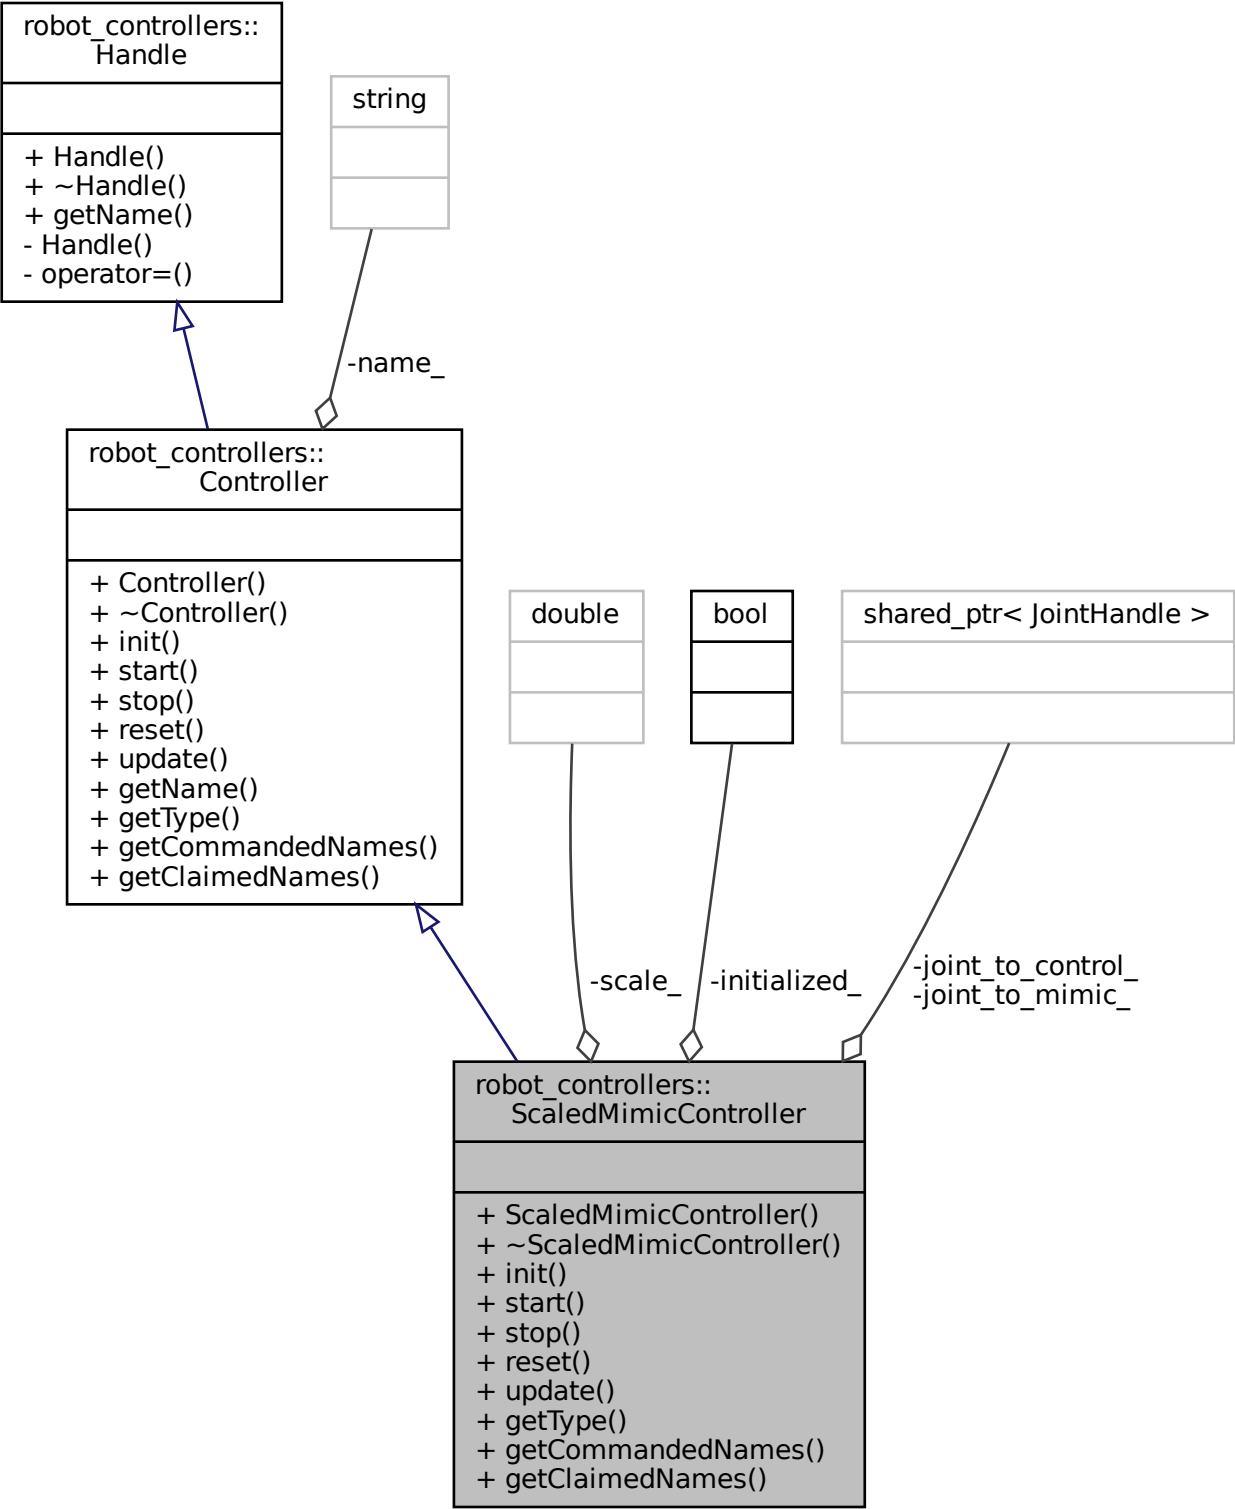 robot_controllers::
Handle
+ Handle()
+ ~Handle()
+ getName()
- Handle()
- operator=()
string
-name_
robot_controllers::
Controller
+ Controller()
+ ~Controller()
+ init()
+ start()
+ stop()
+ reset()
+ update()
+ getName()
+ getType()
+ getCommandedNames()
+ getClaimedNames()
double
bool
shared_ptr< JointHandle >
-scale_
-initialized_
-joint_to_control_
-joint_to_mimic_
robot_controllers::
ScaledMimicController
+ ScaledMimicController()
+ ~ScaledMimicController()
+ init()
+ start()
+ stop()
+ reset()
+ update()
+ getType()
+ getCommandedNames()
+ getClaimedNames()